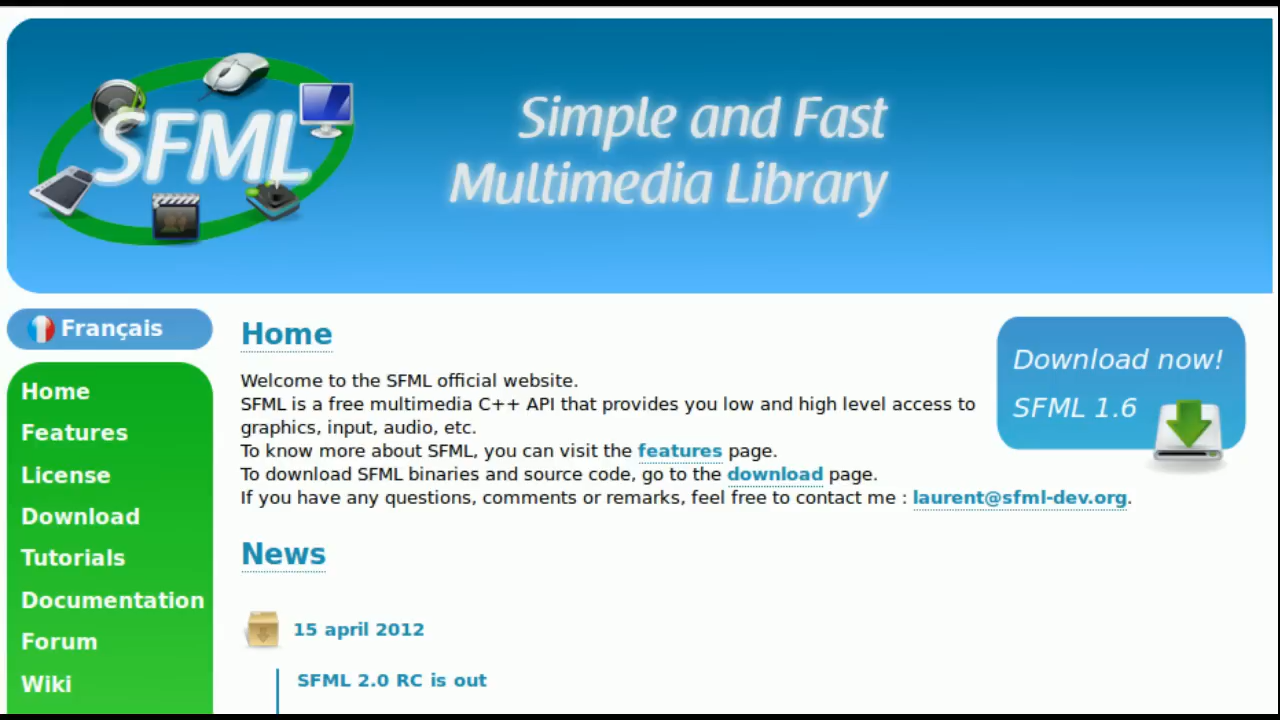 SFML
Simple and Fast
Multimedia Library
Français
Home
Features
License
Download
Tutorials
Documentation
Forum
Wiki
Home
Welcome to the SFML official website.
SFML is a free multimedia C++ API that provides you low and high level access to
graphics, input, audio, etc.
To know more about SFML, you can visit the features page.
To download SFML binaries and source code, go to the download page.
If you have any questions, comments or remarks, feel free to contact me : laurent@sfml-dev.org.
Download now!
SFML 1.6
News
15 april 2012
SFML 2.0 RC is out